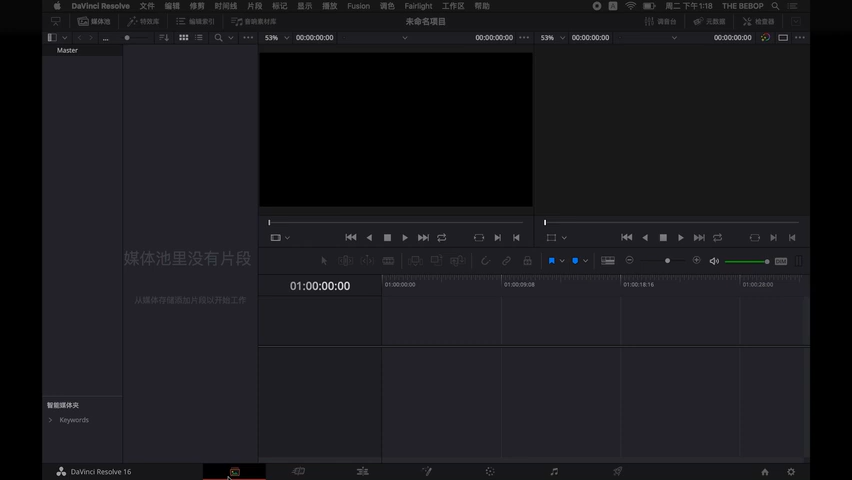 DaVinci Resolve 文件 编辑 修剪 时间线 片段 标记 显示 播放 Fusion 调色 Fairlight 工作区 帮助 周二 下午1:18 THE BEBOP
媒体池 特效库 编辑索引 音响素材库 未命名项目 调音台 元数据 检查器
... 53% 00:00:00:00 00:00:00:00 53% 00:00:00:00 00:00:00:00
Master
媒体池里没有片段
从媒体存储添加片段以开始工作
DIM
01:00:00:00 01:00:00:00 01:00:09:08 01:00:18:16 01:00:28:00
智能媒体夹
Keywords
DaVinci Resolve 16